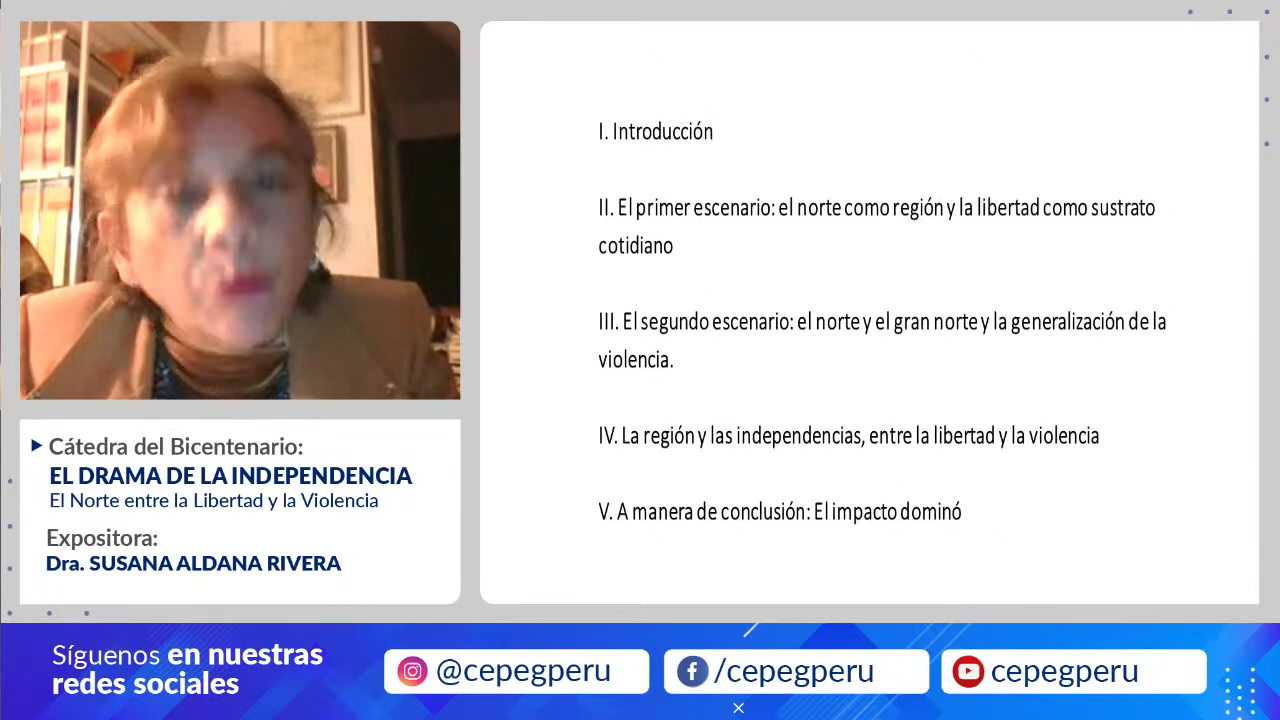 I. Introducción
II. El primer escenario: el norte como región y la libertad como sustrato
cotidiano
III. El segundo escenario: el norte y el gran norte y la generalización de la
violencia.
IV. La región y las independencias, entre la libertad y la violencia
V. A manera de conclusión: El impacto dominó
Cátedra del Bicentenario:
EL DRAMA DE LA INDEPENDENCIA
El Norte entre la Libertad y la Violencia
Expositora:
Dra. SUSANA ALDANA RIVERA
Síguenos en nuestras
redes sociales
@cepegperu
/cepegperu
cepegperu